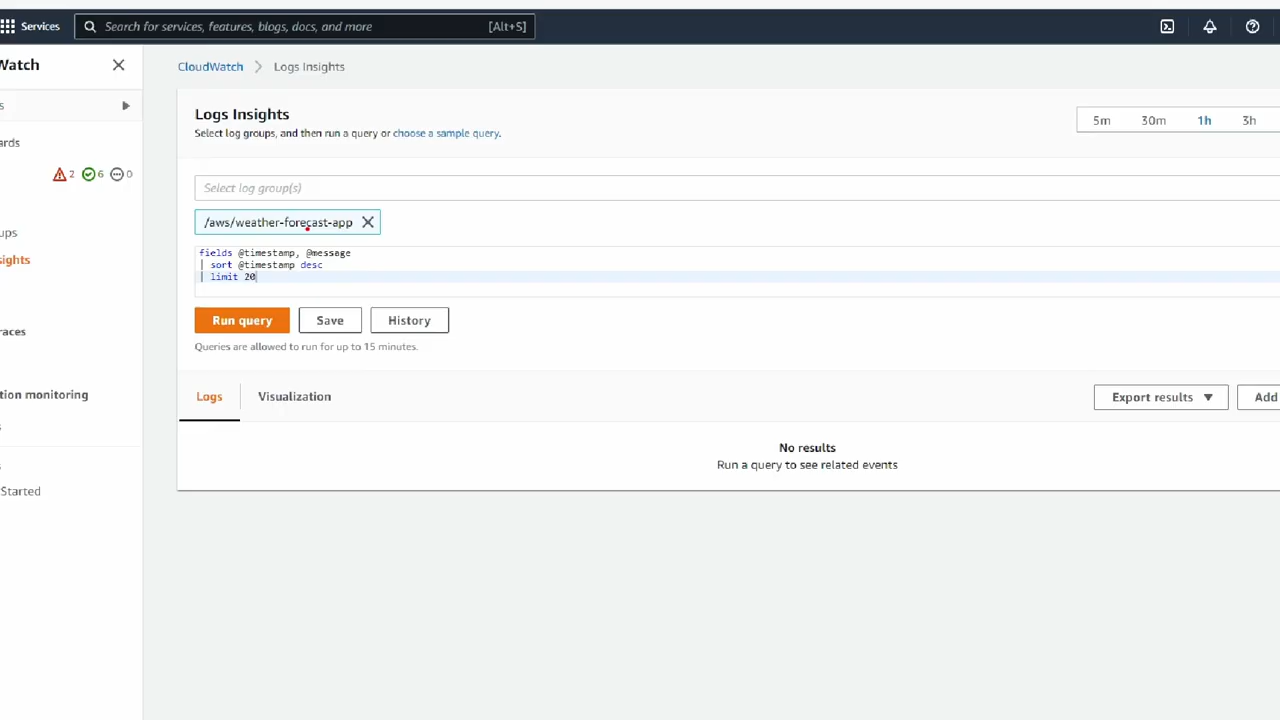 Services
Search for services, features, blogs, docs, and more [Alt+S]
Watch
CloudWatch Logs Insights
s
Logs Insights
Select log groups, and then run a query or choose a sample query.
5m 30m 1h 3h
ards
2 6 0
Select log group(s)
/aws/weather-forecast-app
ups
sights
fields @timestamp, @message
| sort @timestamp desc
| limit 20
Run query Save History
races
Queries are allowed to run for up to 15 minutes.
tion monitoring
Logs Visualization
Export results Add
s
No results
Run a query to see related events
s
Started